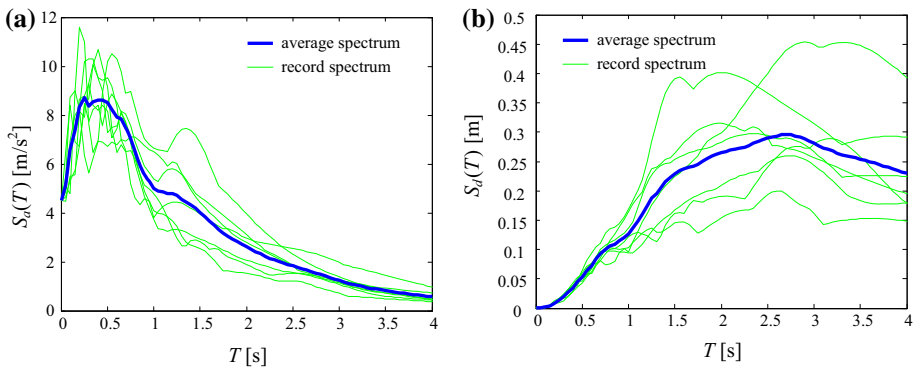 (a)
12
10
8
6
4
2
0
Sa(T) [m/s²]
average spectrum
record spectrum
0 0.5 1 1.5 2 2.5 3 3.5 4
T [s]
(b)
0.5
0.45
0.4
0.35
0.3
0.25
0.2
0.15
0.1
0.05
0
Sd(T) [m]
average spectrum
record spectrum
0 0.5 1 1.5 2 2.5 3 3.5 4
T [s]